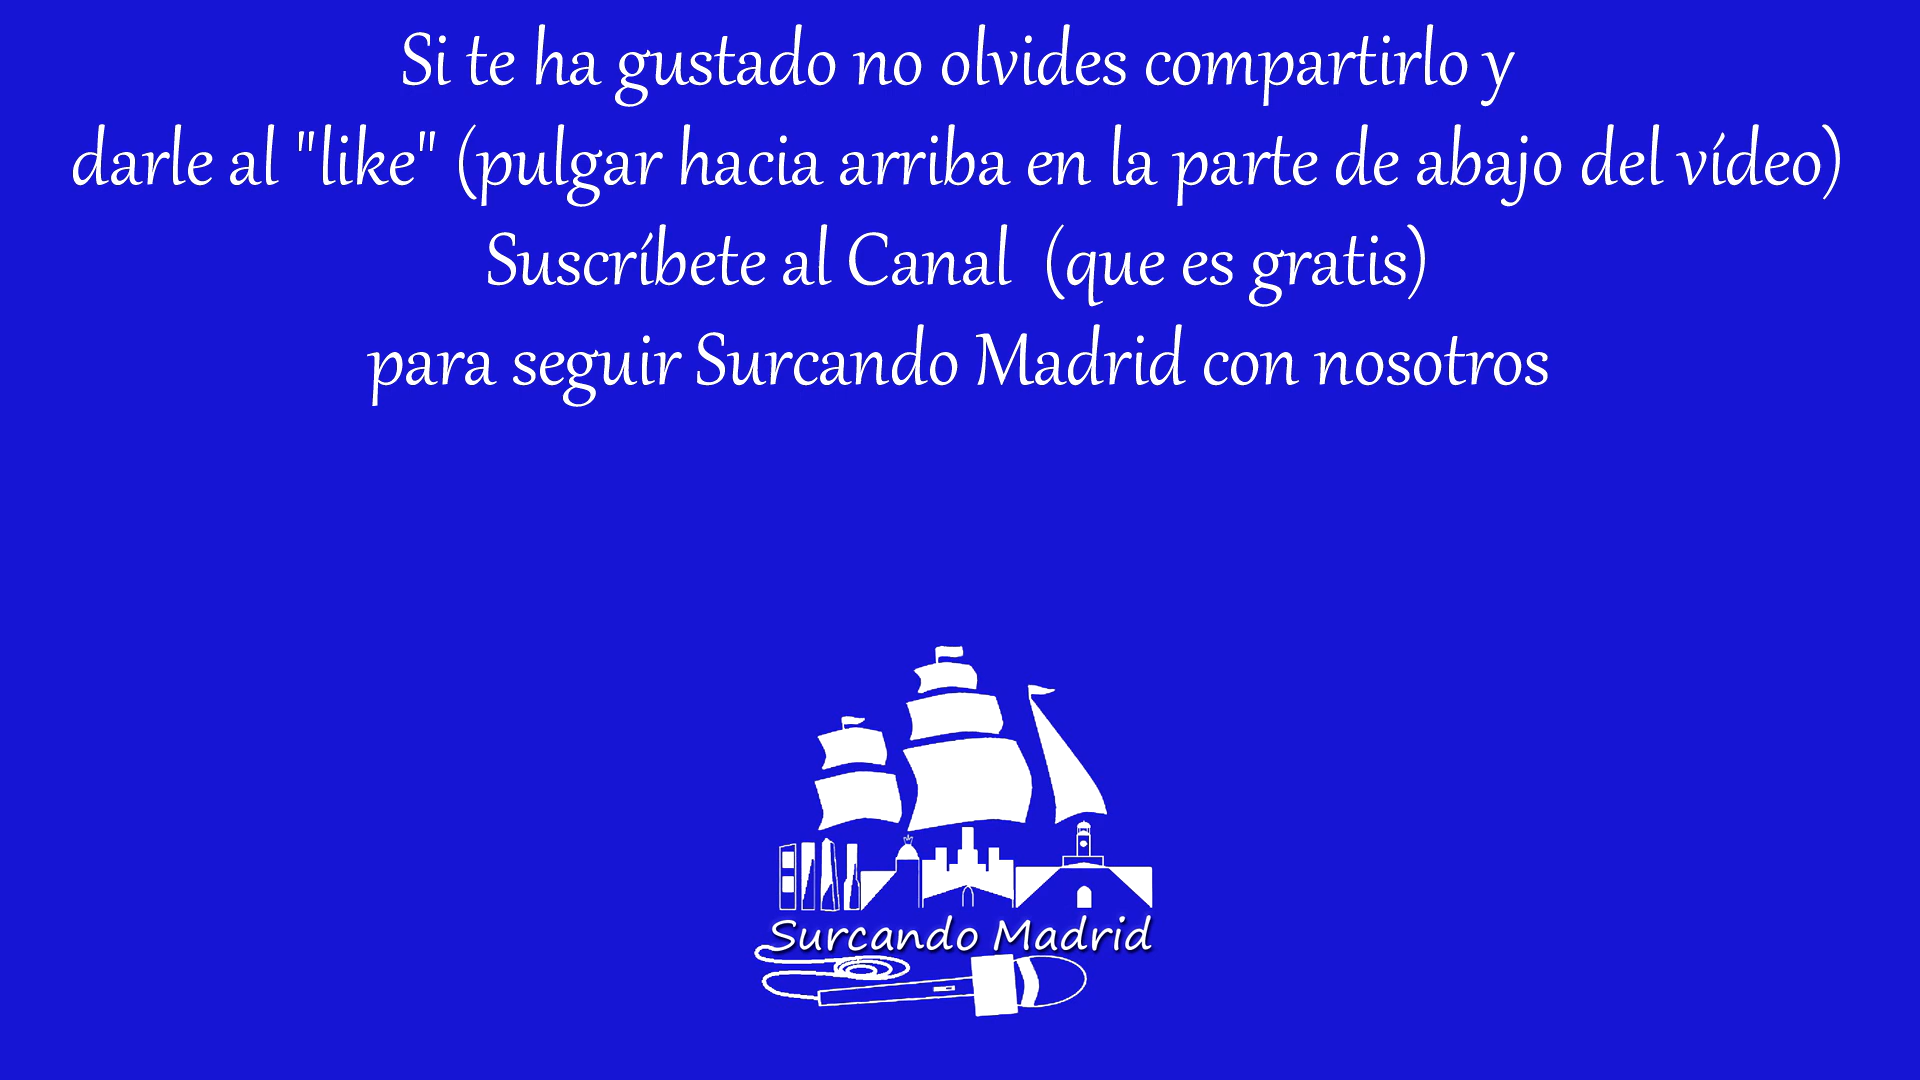 Si te ha gustado no olvides compartirlo y
darle al "like" (pulgar hacia arriba en la parte de abajo del vídeo)
Suscríbete al Canal (que es gratis)
para seguir Surcando Madrid con nosotros
Surcando Madrid